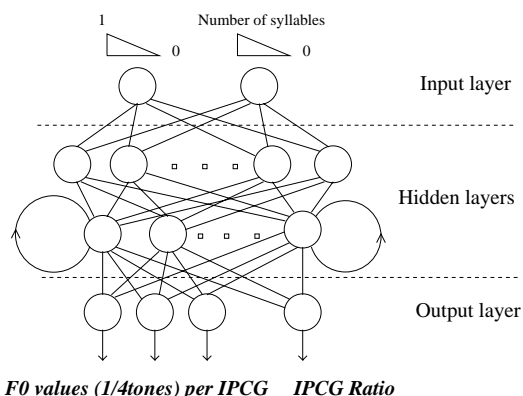 1 Number of syllables
0 0
Input layer
Hidden layers
Output layer
F0 values (1/4tones) per IPCG IPCG Ratio